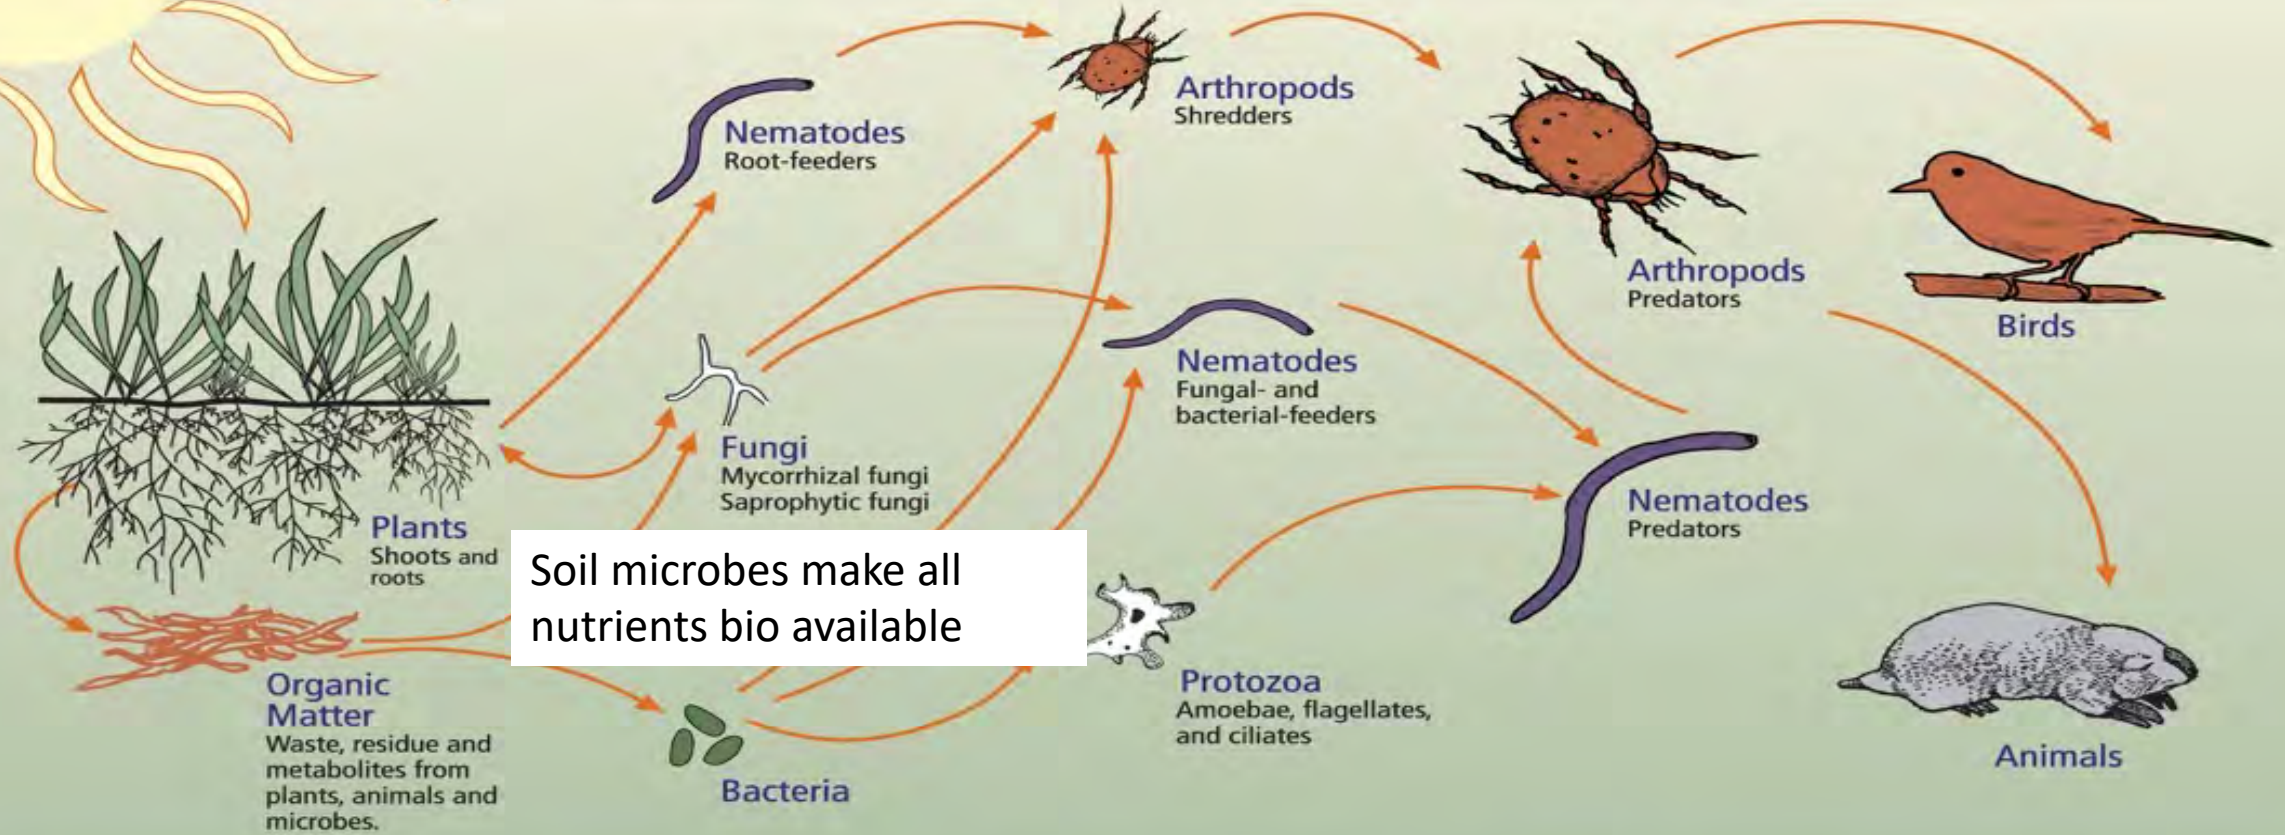 Arthropods
Shredders
Nematodes
Root-feeders
Arthropods
Predators
Birds
Nematodes
Fungal- and
bacterial-feeders
Fungi
Mycorrhizal fungi
Saprophytic fungi
Nematodes
Predators
Plants
Shoots and
roots
Soil microbes make all
nutrients bio available
Organic
Matter
Waste, residue and
metabolites from
plants, animals and
microbes.
Bacteria
Protozoa
Amoebae, flagellates,
and ciliates
Animals